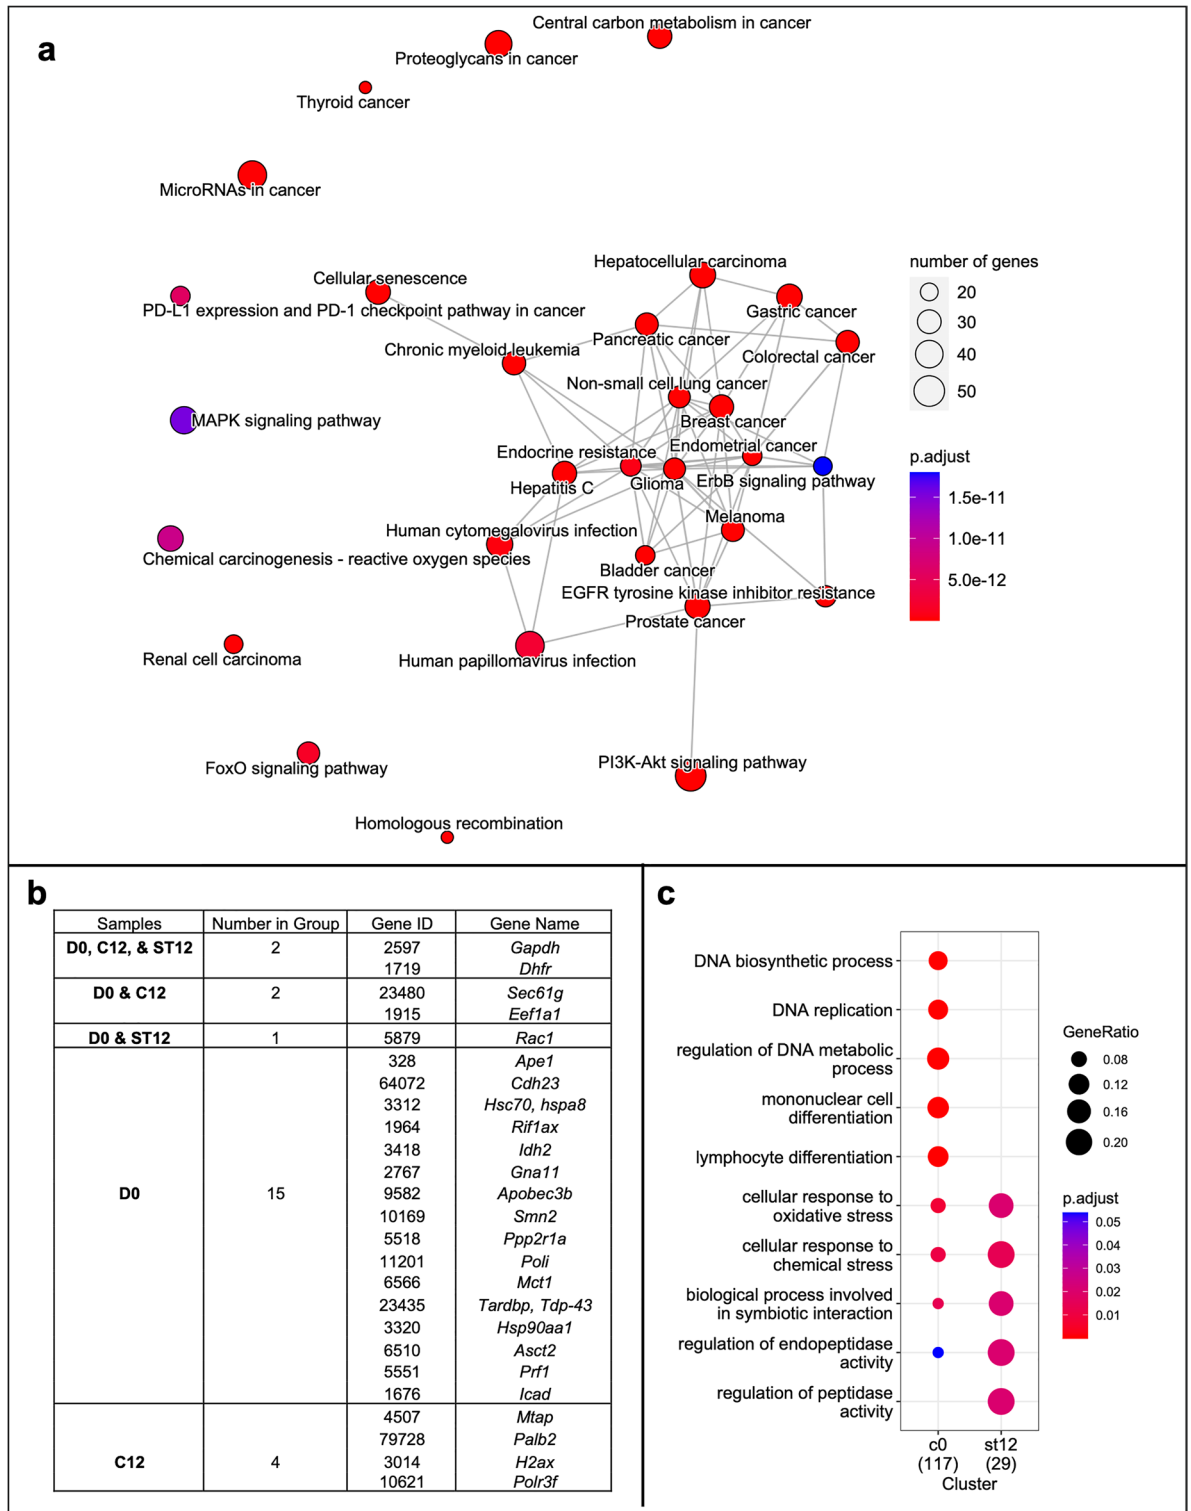 a
Central carbon metabolism in cancer
Proteoglycans in cancer
Thyroid cancer
MicroRNAs in cancer
Hepatocellular carcinoma
number of genes
Cellular senescence
20
PD-L1 expression and PD-1 checkpoint pathway in cancer
Gastric cancer
30
Pancreatic cancer
Chronic myeloid leukemia
Colorectal cancer
40
Non-small cell lung cancer
50
MAPK signaling pathway
Breast cancer
Endometrial cancer
Endocrine resistance
p.adjust
Hepatitis C
Glioma
ErbB signaling pathway
1.5e-11
Melanoma
Human cytomegalovirus infection
1.0e-11
Chemical carcinogenesis - reactive oxygen species
Bladder cancer
5.0e-12
EGFR tyrosine kinase inhibitor resistance
Prostate cancer
Renal cell carcinoma
Human papillomavirus infection
FoxO signaling pathway
PI3K-Akt signaling pathway
Homologous recombination
b
Samples Number in Group Gene ID Gene Name
D0, C12, & ST12 2 2597 Gapdh
1719 Dhfr
D0 & C12 2 23480 Sec61g
1915 Eef1a1
D0 & ST12 1 5879 Rac1
328 Ape1
64072 Cdh23
3312 Hsc70, hspa8
1964 Rif1ax
3418 Idh2
2767 Gna11
D0 15 9582 Apobec3b
10169 Smn2
5518 Ppp2r1a
11201 Poli
6566 Mct1
23435 Tardbp, Tdp-43
3320 Hsp90aa1
6510 Asct2
5551 Prf1
1676 Icad
4507 Mtap
79728 Palb2
C12 4 3014 H2ax
10621 Polr3f
c
DNA biosynthetic process
DNA replication
regulation of DNA metabolic
process
mononuclear cell
differentiation
lymphocyte differentiation
cellular response to
oxidative stress
cellular response to
chemical stress
biological process involved
in symbiotic interaction
regulation of endopeptidase
activity
regulation of peptidase
activity
c0 st12
(117) (29)
Cluster
GeneRatio
0.08
0.12
0.16
0.20
p.adjust
0.05
0.04
0.03
0.02
0.01